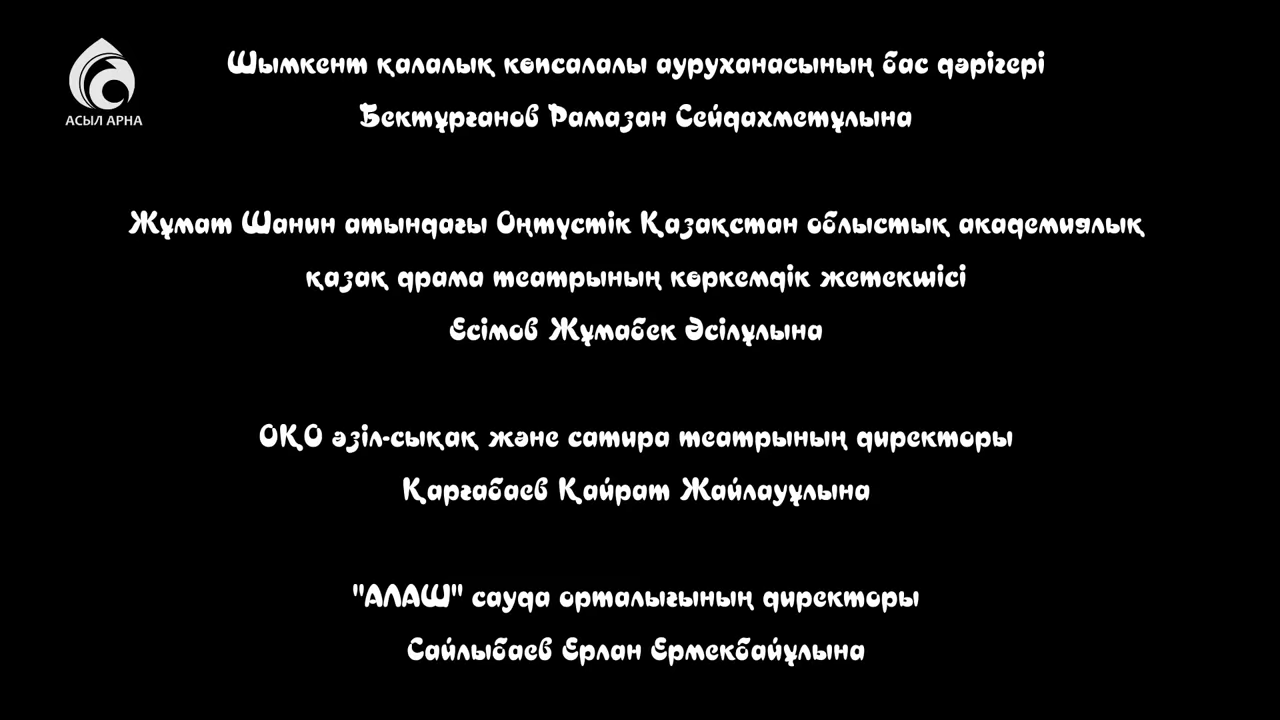 АСЫЛ АРНА
Шымкент қалалық көпсалалы ауруханасының бас дәрігері
Бектұрғанов Рамазан Сейдахметұлына
Жұмат Шанин атындағы Оңтүстік Қазақстан облыстық академиялық
қазақ драма театрының көркемдік жетекшісі
Есімов Жұмабек Әсілұлына
ОҚО әзіл-сықақ және сатира театрының директоры
Қарғабаев Қайрат Жайлауұлына
"АЛАШ" сауда орталығының директоры
Сайлыбаев Ерлан Ермекбайұлына